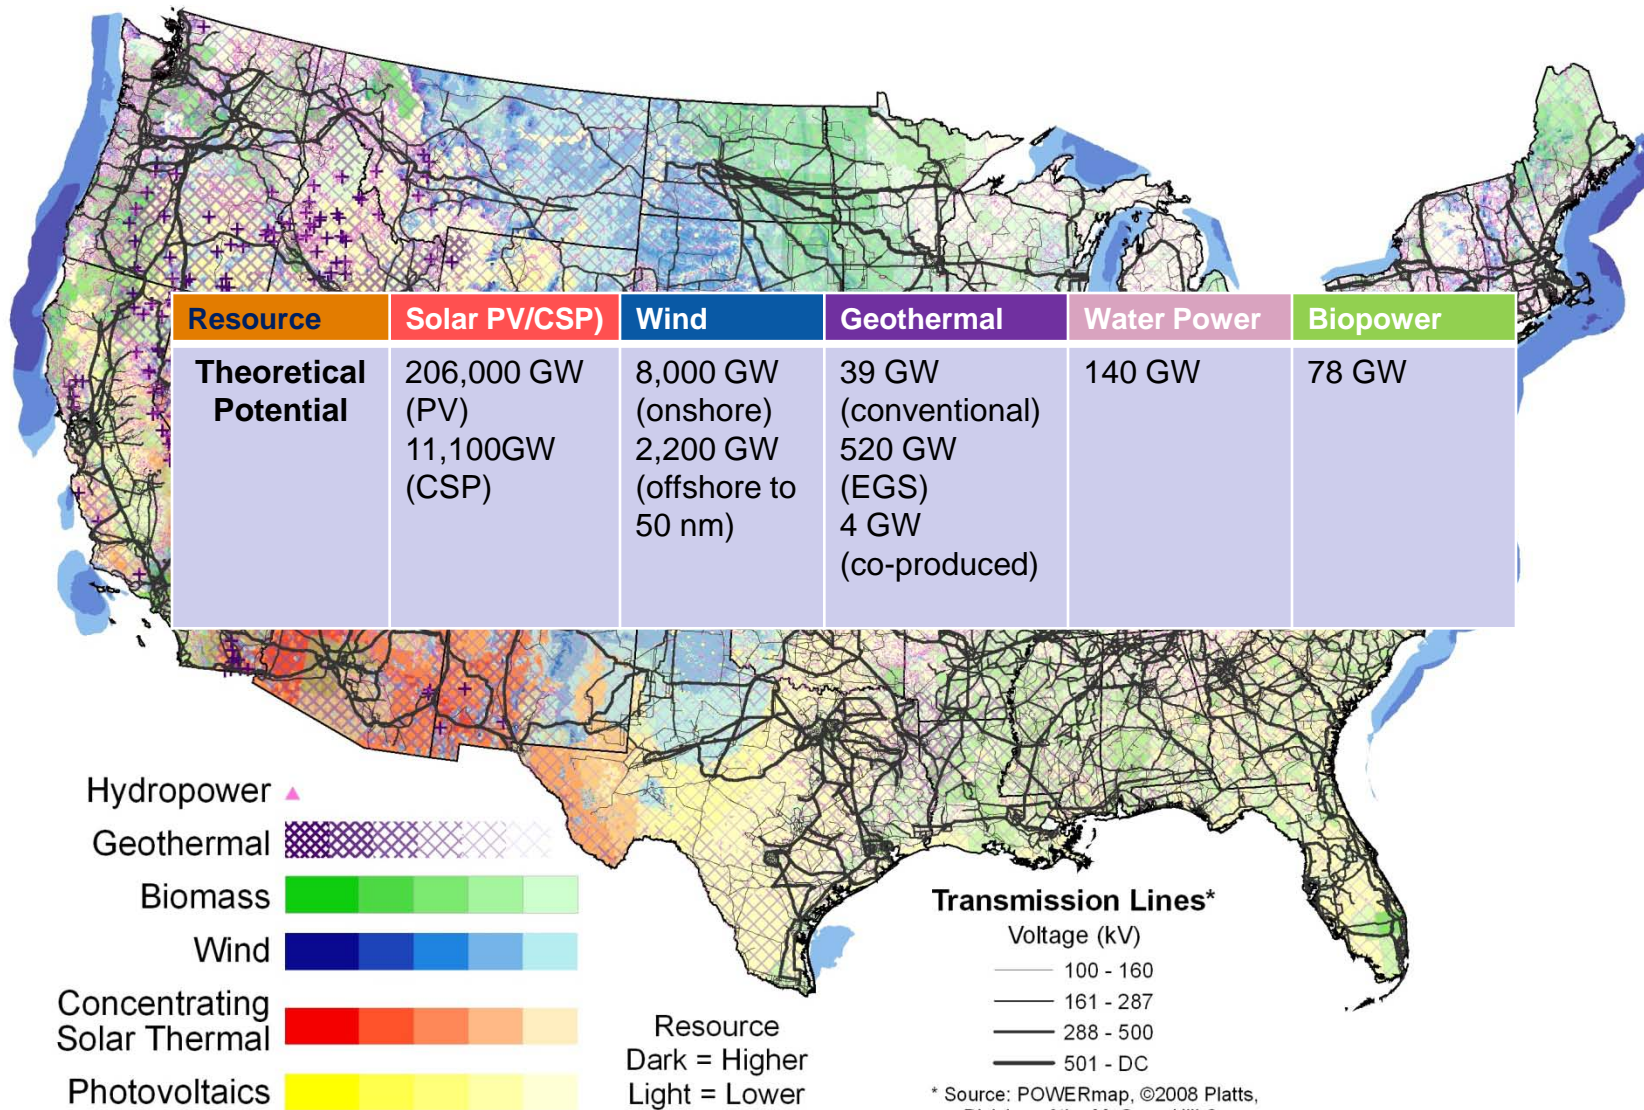 Resource
Solar PV/CSP)
Wind
Geothermal
Water Power
Biopower
Theoretical
Potential
206,000 GW
(PV)
11,100GW
(CSP)
8,000 GW
(onshore)
2,200 GW
(offshore to
50 nm)
39 GW
(conventional)
520 GW
(EGS)
4 GW
(co-produced)
140 GW
78 GW
Hydropower
Geothermal
Biomass
Wind
Concentrating
Solar Thermal
Photovoltaics
Resource
Dark = Higher
Light = Lower
Transmission Lines*
Voltage (kV)
100 - 160
161 - 287
288 - 500
501 - DC
* Source: POWERmap, ©2008 Platts,